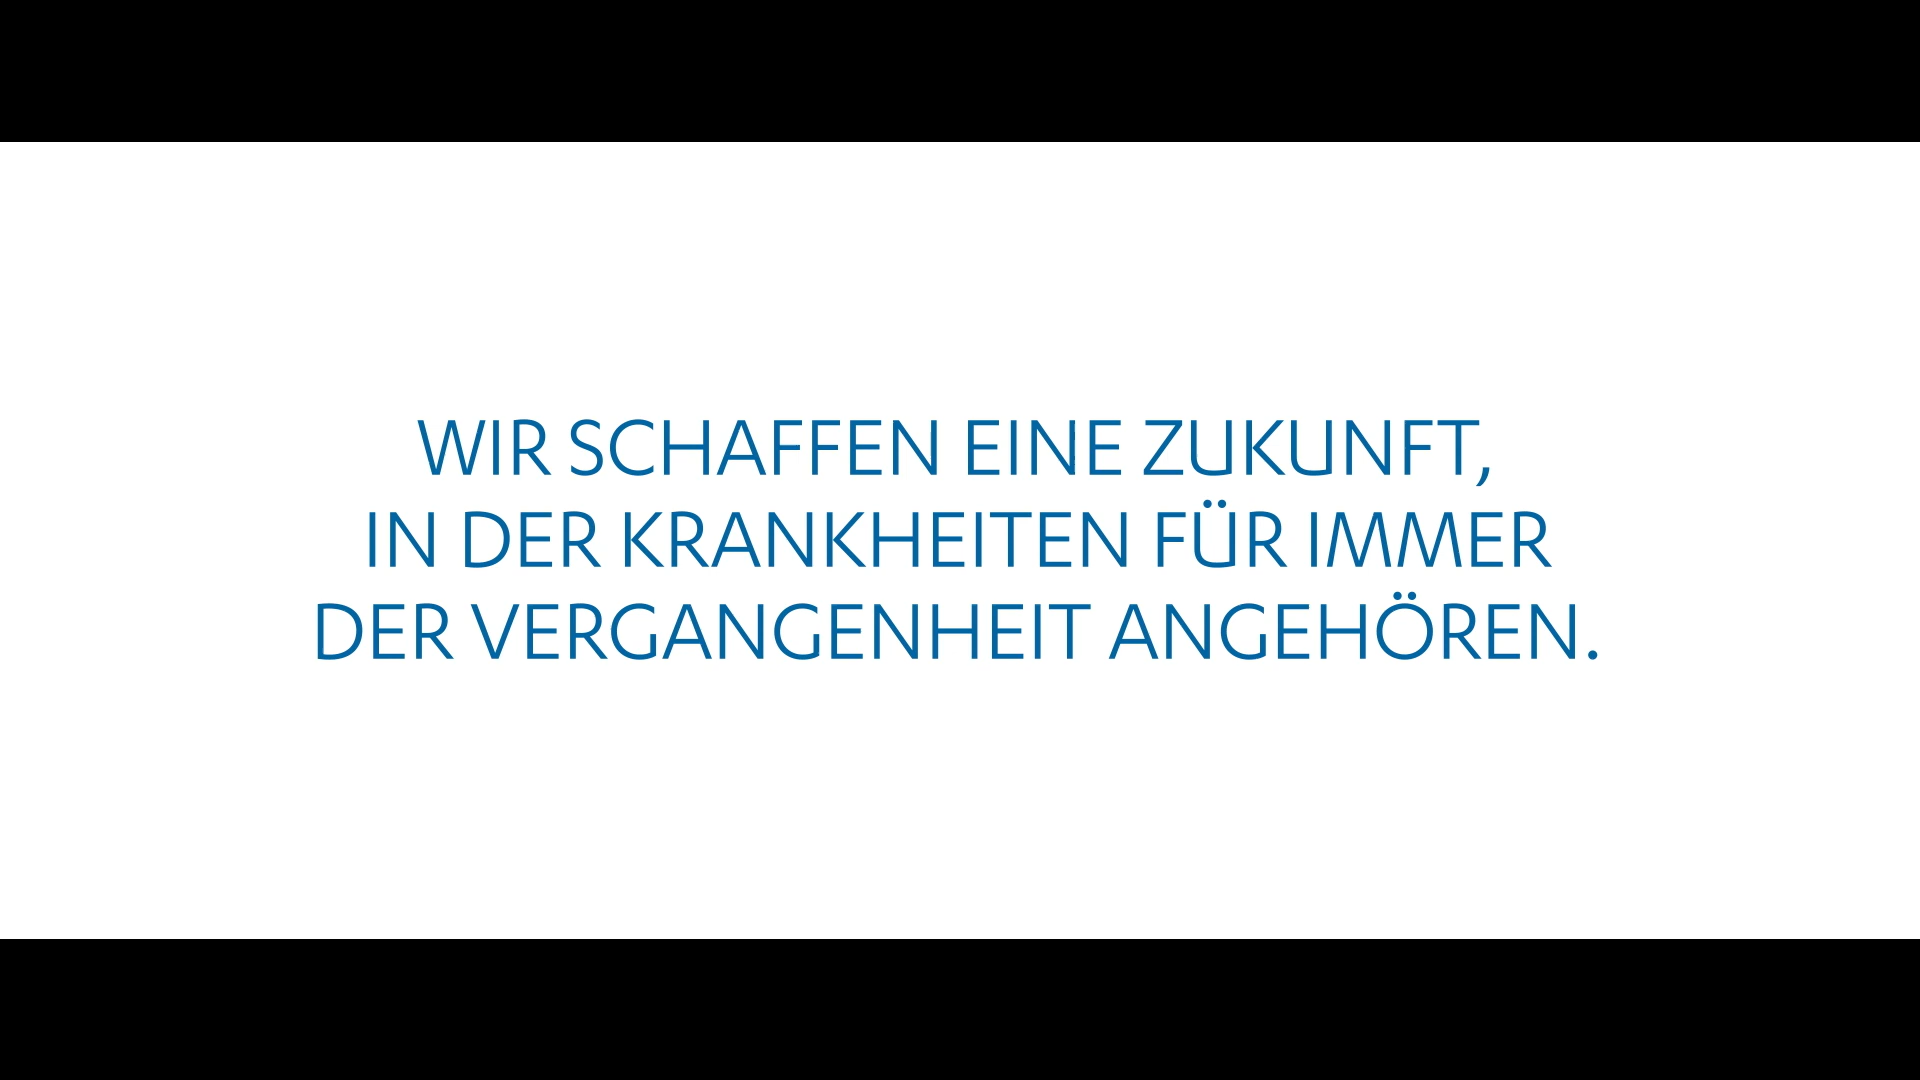 WIR SCHAFFEN EINE ZUKUNFT,
IN DER KRANKHEITEN FÜR IMMER
DER VERGANGENHEIT ANGEHÖREN.